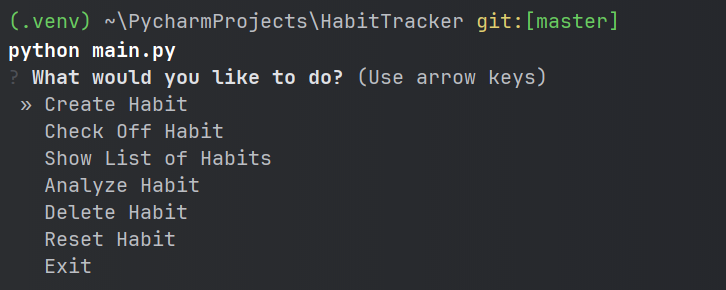 (.venv) ~\PycharmProjects\HabitTracker git:[master]
python main.py
? What would you like to do? (Use arrow keys)
» Create Habit
Check Off Habit
Show List of Habits
Analyze Habit
Delete Habit
Reset Habit
Exit